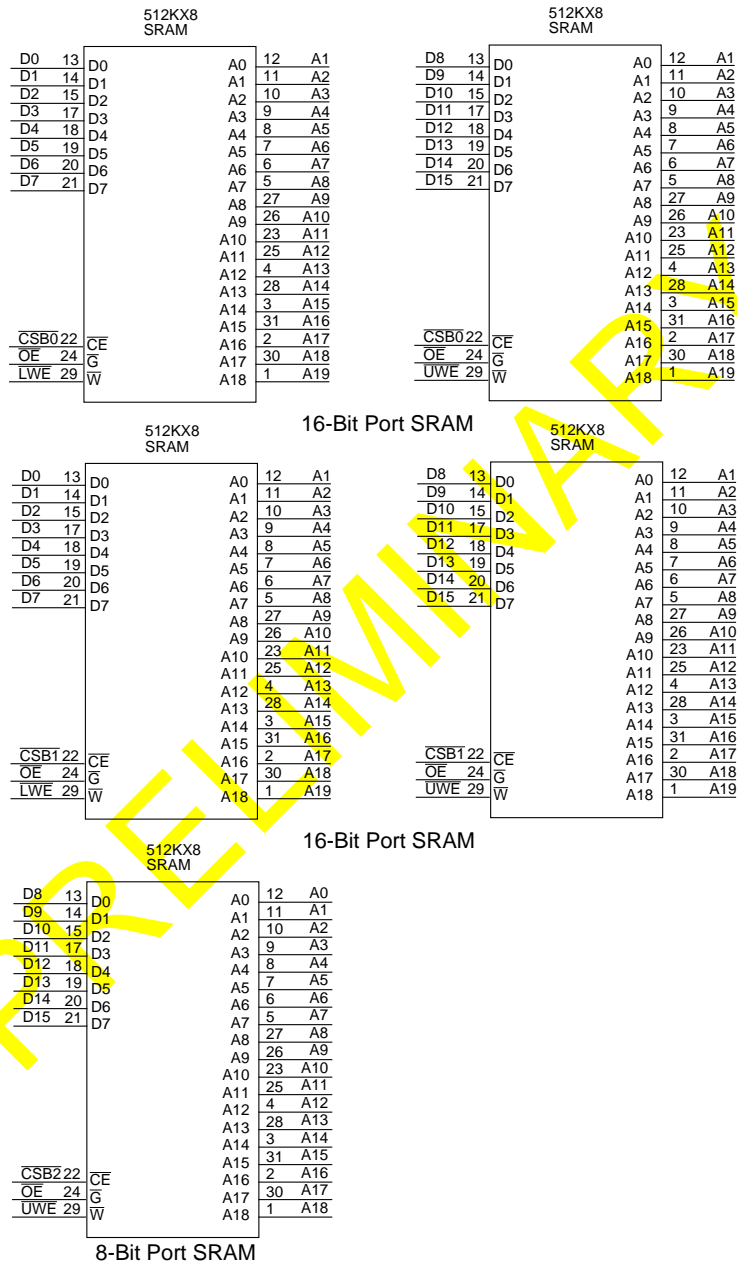 512KX8 512KX8
SRAM SRAM
D0 13 D0 A0 12 A1 D8 13 D0 A0 12 A1
D1 14 D1 A1 11 A2 D9 14 D1 A1 11 A2
D2 15 D2 A2 10 A3 D10 15 D2 A2 10 A3
D3 17 D3 A3 9 A4 D11 17 D3 A3 9 A4
D4 18 D4 A4 8 A5 D12 18 D4 A4 8 A5
D5 19 D5 A5 7 A6 D13 19 D5 A5 7 A6
D6 20 D6 A6 6 A7 D14 20 D6 A6 6 A7
D7 21 D7 A7 5 A8 D15 21 D7 A7 5 A8
A8 27 A9 A8 27 A9
A9 26 A10 A9 26 A10
A10 23 A11 A10 23 A11
A11 25 A12 A11 25 A12
A12 4 A13 A12 4 A13
A13 28 A14 A13 28 A14
A14 3 A15 A14 3 A15
A15 31 A16 A15 31 A16
CSB0 22 CE A16 2 A17 CSB0 22 CE A16 2 A17
OE 24 G A17 30 A18 OE 24 G A17 30 A18
LWE 29 W A18 1 A19 UWE 29 W A18 1 A19
16-Bit Port SRAM
512KX8 512KX8
SRAM SRAM
D0 13 D0 A0 12 A1 D8 13 D0 A0 12 A1
D1 14 D1 A1 11 A2 D9 14 D1 A1 11 A2
D2 15 D2 A2 10 A3 D10 15 D2 A2 10 A3
D3 17 D3 A3 9 A4 D11 17 D3 A3 9 A4
D4 18 D4 A4 8 A5 D12 18 D4 A4 8 A5
D5 19 D5 A5 7 A6 D13 19 D5 A5 7 A6
D6 20 D6 A6 6 A7 D14 20 D6 A6 6 A7
D7 21 D7 A7 5 A8 D15 21 D7 A7 5 A8
A8 27 A9 A8 27 A9
A9 26 A10 A9 26 A10
A10 23 A11 A10 23 A11
A11 25 A12 A11 25 A12
A12 4 A13 A12 4 A13
A13 28 A14 A13 28 A14
A14 3 A15 A14 3 A15
A15 31 A16 A15 31 A16
CSB1 22 CE A16 2 A17 CSB1 22 CE A16 2 A17
OE 24 G A17 30 A18 OE 24 G A17 30 A18
LWE 29 W A18 1 A19 UWE 29 W A18 1 A19
16-Bit Port SRAM
512KX8
SRAM
D8 13 D0 A0 12 A0
D9 14 D1 A1 11 A1
D10 15 D2 A2 10 A2
D11 17 D3 A3 9 A3
D12 18 D4 A4 8 A4
D13 19 D5 A5 7 A5
D14 20 D6 A6 6 A6
D15 21 D7 A7 5 A7
A8 27 A8
A9 26 A9
A10 23 A10
A11 25 A11
A12 4 A12
A13 28 A13
A14 3 A14
A15 31 A15
CSB2 22 CE A16 2 A16
OE 24 G A17 30 A17
UWE 29 W A18 1 A18
8-Bit Port SRAM
PRELIMINARY